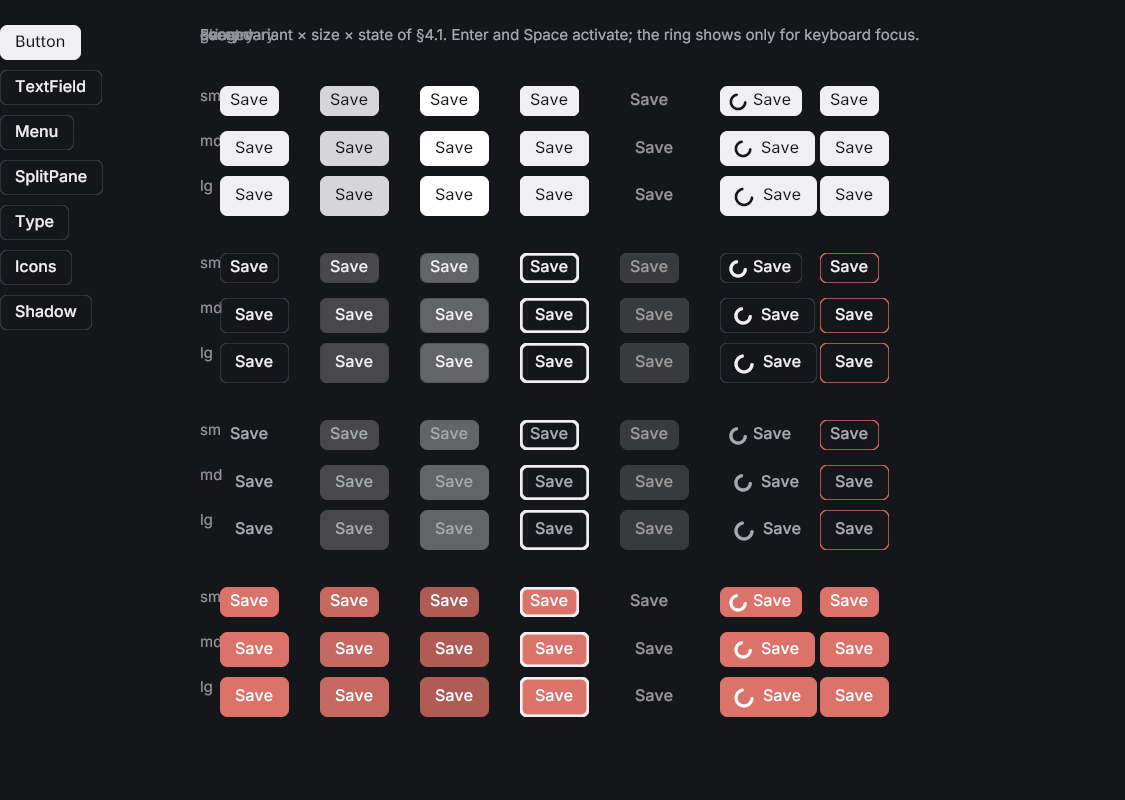 Button
TextField
Menu
SplitPane
Type
Icons
Shadow
variant × size × state of §4.1. Enter and Space activate; the ring shows only for keyboard focus.
sm Save Save Save Save Save Save Save
md Save Save Save Save Save Save Save
lg Save Save Save Save Save Save Save
sm Save Save Save Save Save Save Save
md Save Save Save Save Save Save Save
lg Save Save Save Save Save Save Save
sm Save Save Save Save Save Save Save
md Save Save Save Save Save Save Save
lg Save Save Save Save Save Save Save
sm Save Save Save Save Save Save Save
md Save Save Save Save Save Save Save
lg Save Save Save Save Save Save Save